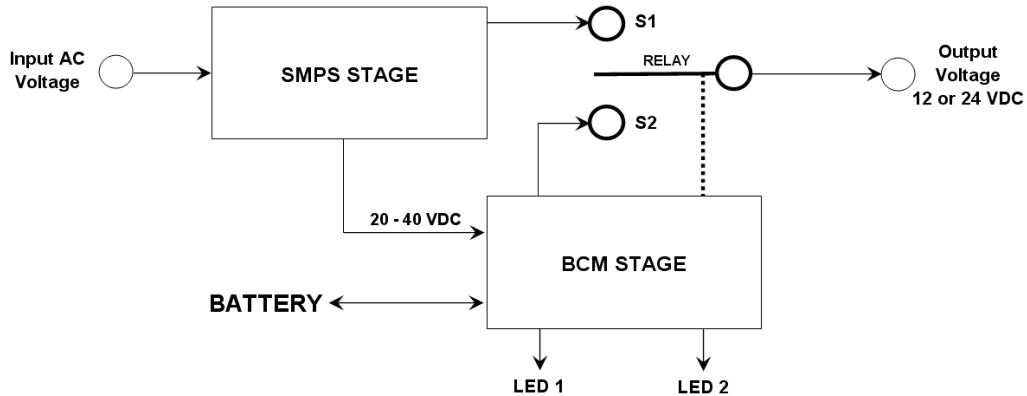 S1
Input AC
Voltage
SMPS STAGE
RELAY
Output
Voltage
12 or 24 VDC
S2
20 - 40 VDC
BCM STAGE
BATTERY
LED 1
LED 2